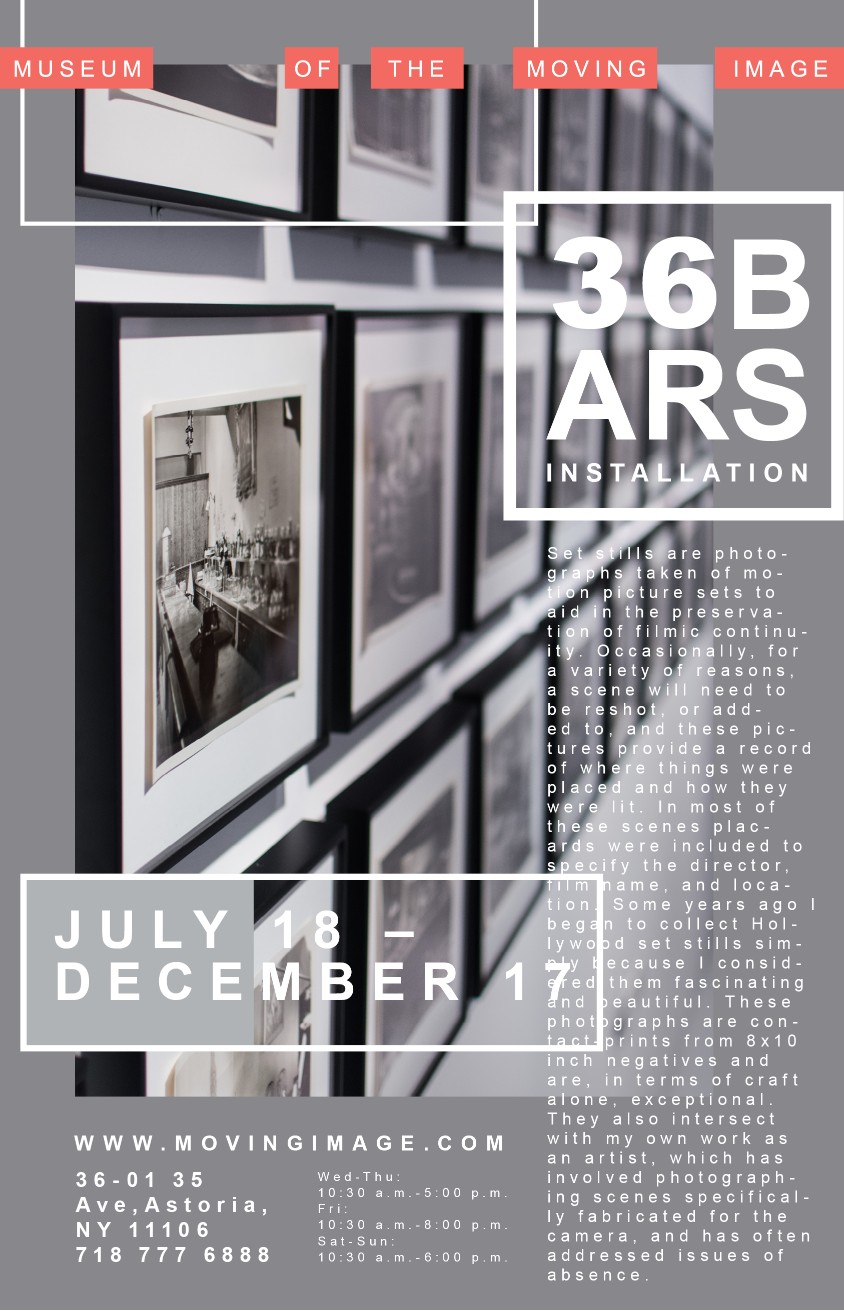 MUSEUM OF THE MOVING IMAGE
36B
ARS
INSTALLATION
Set stills are photo-
graphs taken of mo-
tion picture sets to
aid in the preserva-
tion of filmic continu-
ity. Occasionally, for
a variety of reasons,
a scene will need to
be reshot, or add-
ed to, and these pic-
tures provide a record
of where things were
placed and how they
were lit. In most of
these scenes plac-
ards were included to
specify the director,
film name, and loca-
tion. Some years ago I
began to collect Hol-
lywood set stills sim-
ply because I consid-
ered them fascinating
and beautiful. These
photographs are con-
tact prints from 8x10
inch negatives and
are, in terms of craft
alone, exceptional.
They also intersect
with my own work as
an artist, which has
involved photograph-
ing scenes specifical-
ly fabricated for the
camera, and has often
addressed issues of
absence.
JULY 18 –
DECEMBER 17
WWW.MOVINGIMAGE.COM
36-01 35
Ave,Astoria,
NY 11106
718 777 6888
Wed-Thu:
10:30 a.m.-5:00 p.m.
Fri:
10:30 a.m.-8:00 p.m.
Sat-Sun:
10:30 a.m.-6:00 p.m.